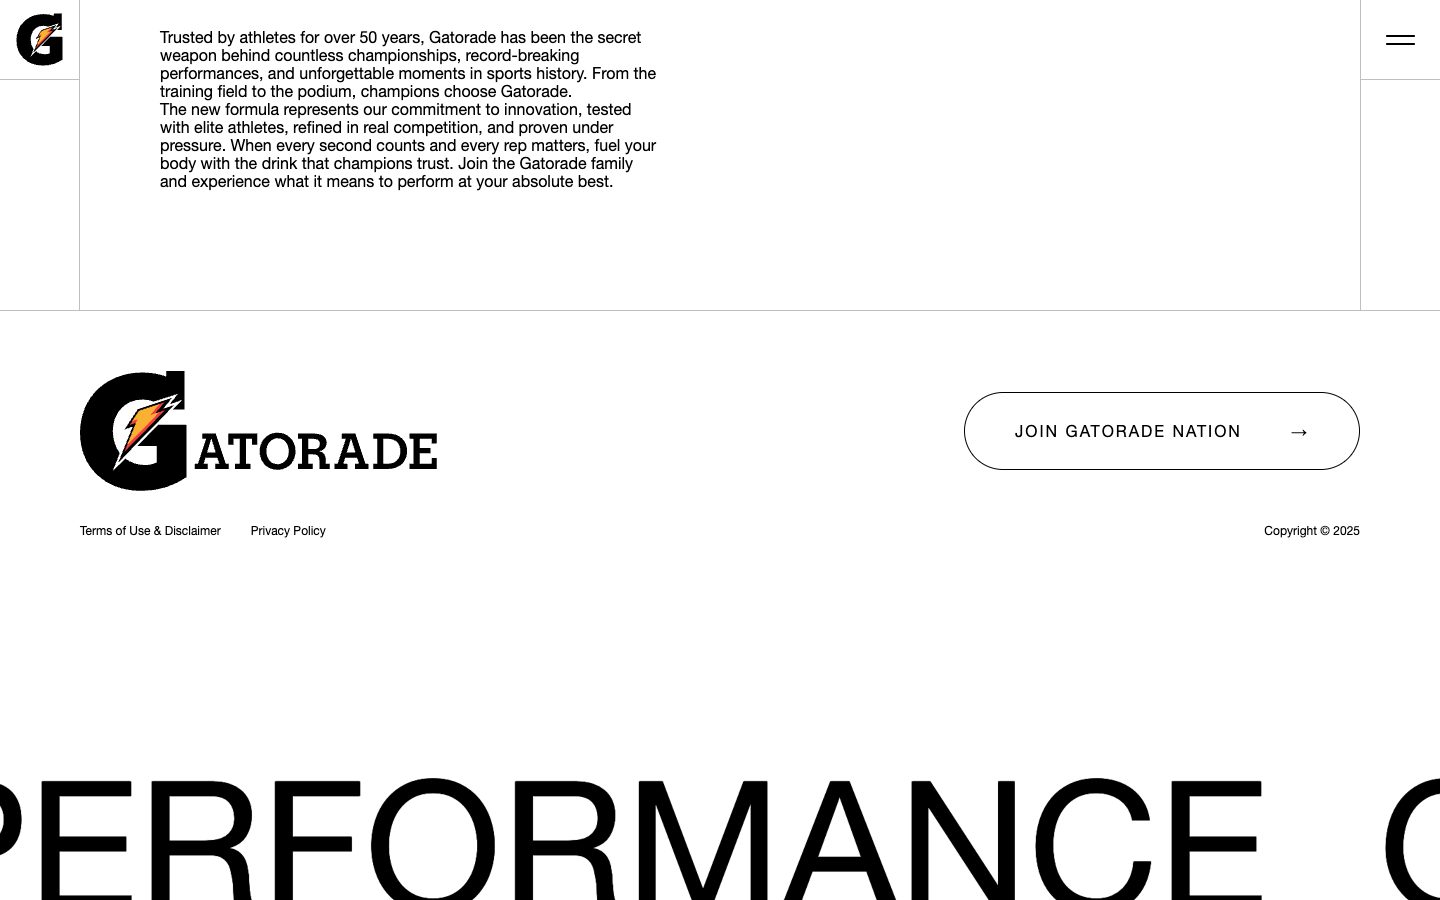 G
Trusted by athletes for over 50 years, Gatorade has been the secret
weapon behind countless championships, record-breaking
performances, and unforgettable moments in sports history. From the
training field to the podium, champions choose Gatorade.
The new formula represents our commitment to innovation, tested
with elite athletes, refined in real competition, and proven under
pressure. When every second counts and every rep matters, fuel your
body with the drink that champions trust. Join the Gatorade family
and experience what it means to perform at your absolute best.
GATORADE
JOIN GATORADE NATION →
Terms of Use & Disclaimer
Privacy Policy
Copyright © 2025
PERFORMANCE